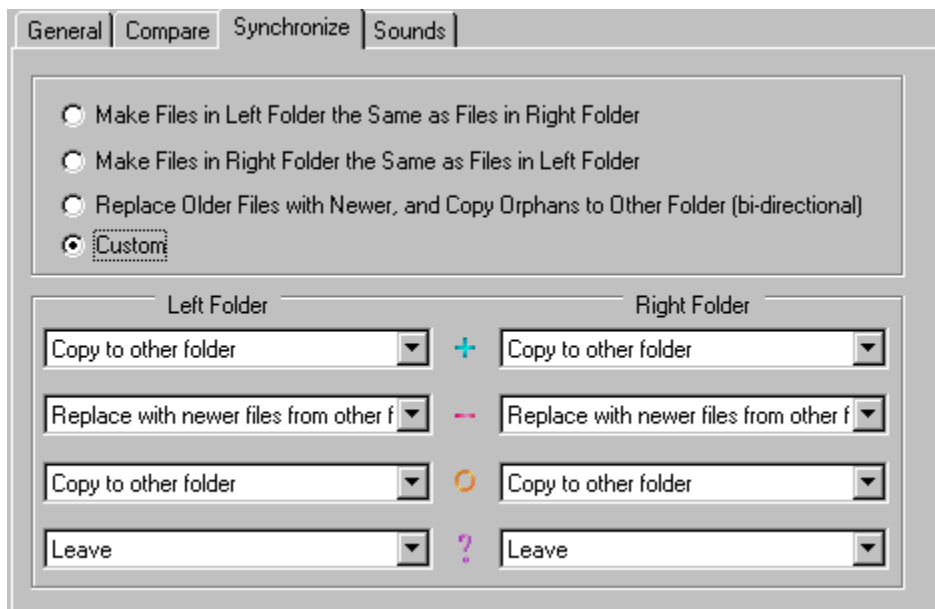 General Compare Synchronize Sounds
Make Files in Left Folder the Same as Files in Right Folder
Make Files in Right Folder the Same as Files in Left Folder
Replace Older Files with Newer, and Copy Orphans to Other Folder (bi-directional)
Custom
Left Folder Right Folder
Copy to other folder + Copy to other folder
Replace with newer files from other f -- Replace with newer files from other f
Copy to other folder Copy to other folder
Leave ? Leave